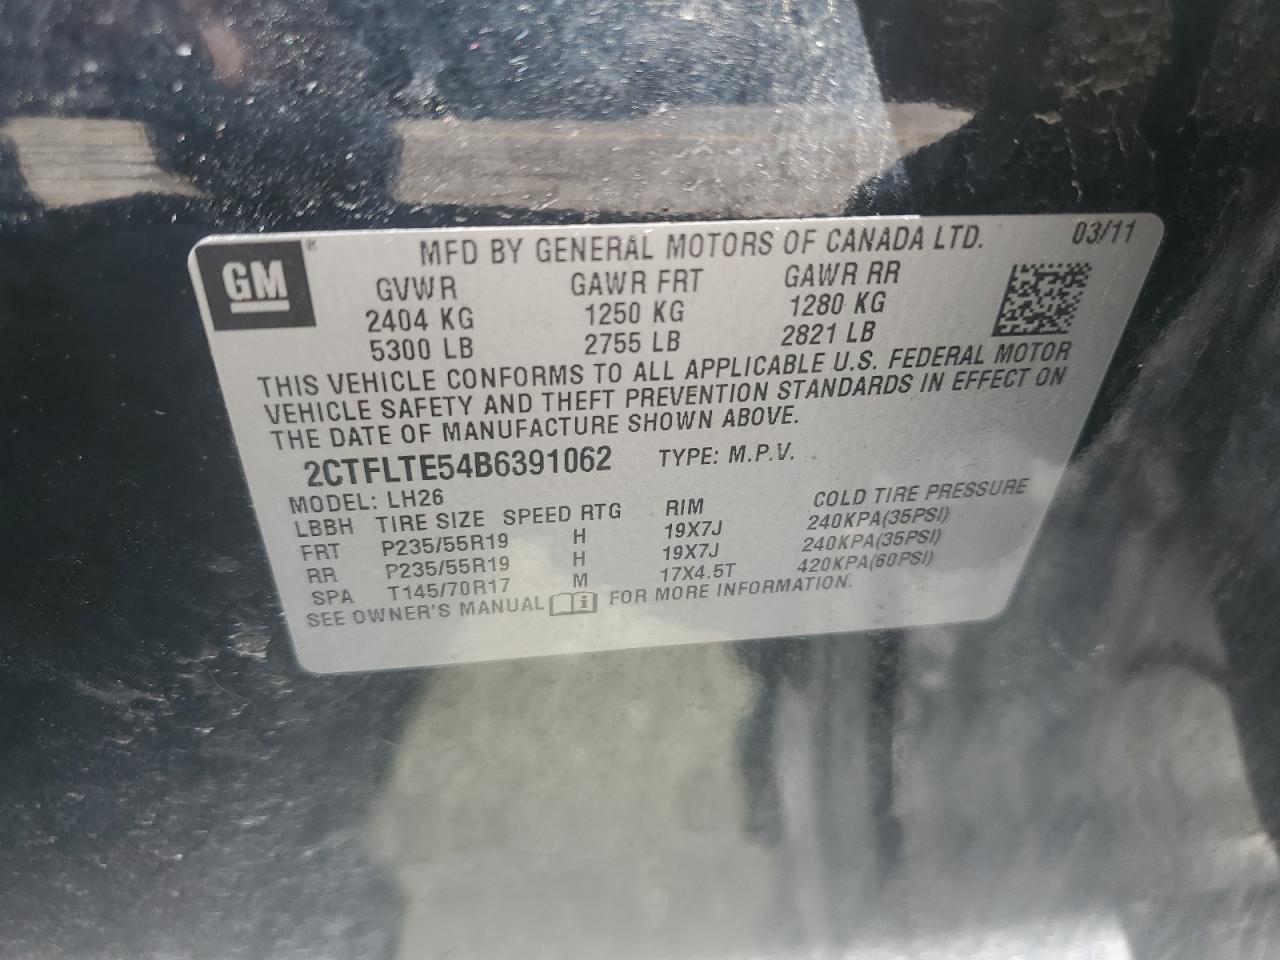 GM ® MFD BY GENERAL MOTORS OF CANADA LTD. 03/11
GVWR GAWR FRT GAWR RR
2404 KG 1250 KG 1280 KG
5300 LB 2755 LB 2821 LB
THIS VEHICLE CONFORMS TO ALL APPLICABLE U.S. FEDERAL MOTOR
VEHICLE SAFETY AND THEFT PREVENTION STANDARDS IN EFFECT ON
THE DATE OF MANUFACTURE SHOWN ABOVE.
2CTFLTE54B6391062 TYPE: M.P.V.
MODEL: LH26
LBBH TIRE SIZE SPEED RTG RIM COLD TIRE PRESSURE
FRT P235/55R19 H 19X7J 240KPA(35PSI)
RR P235/55R19 H 19X7J 240KPA(35PSI)
SPA T145/70R17 M 17X4.5T 420KPA(60PSI)
SEE OWNER'S MANUAL FOR MORE INFORMATION.